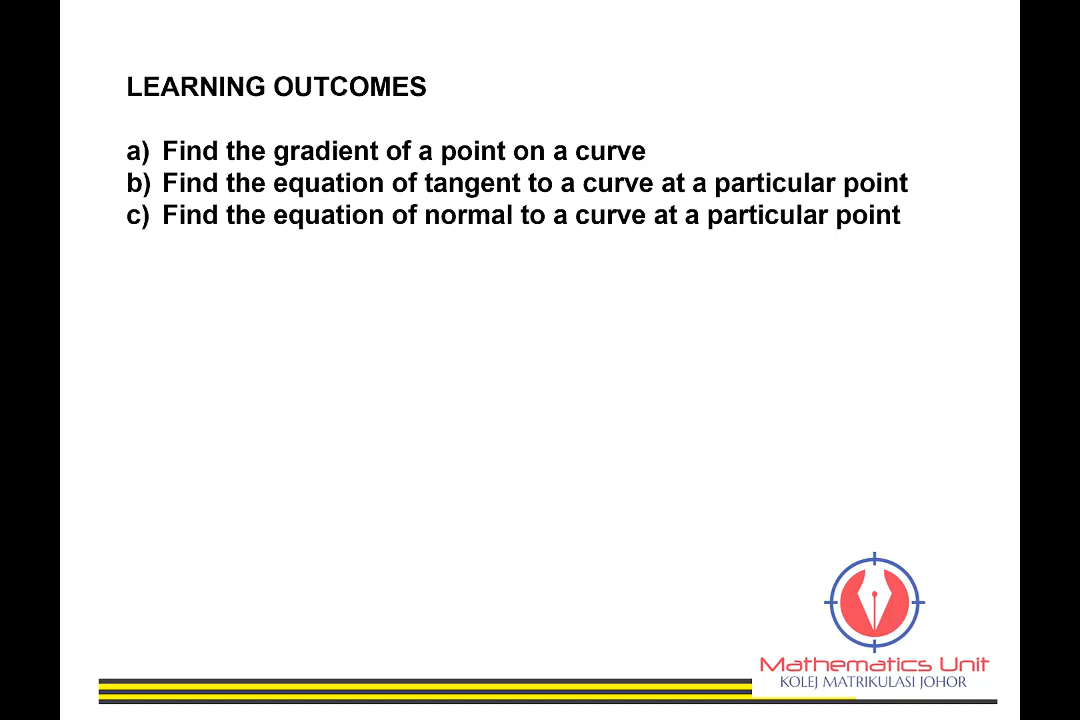 LEARNING OUTCOMES
a) Find the gradient of a point on a curve
b) Find the equation of tangent to a curve at a particular point
c) Find the equation of normal to a curve at a particular point
Mathematics Unit
KOLEJ MATRIKULASI JOHOR